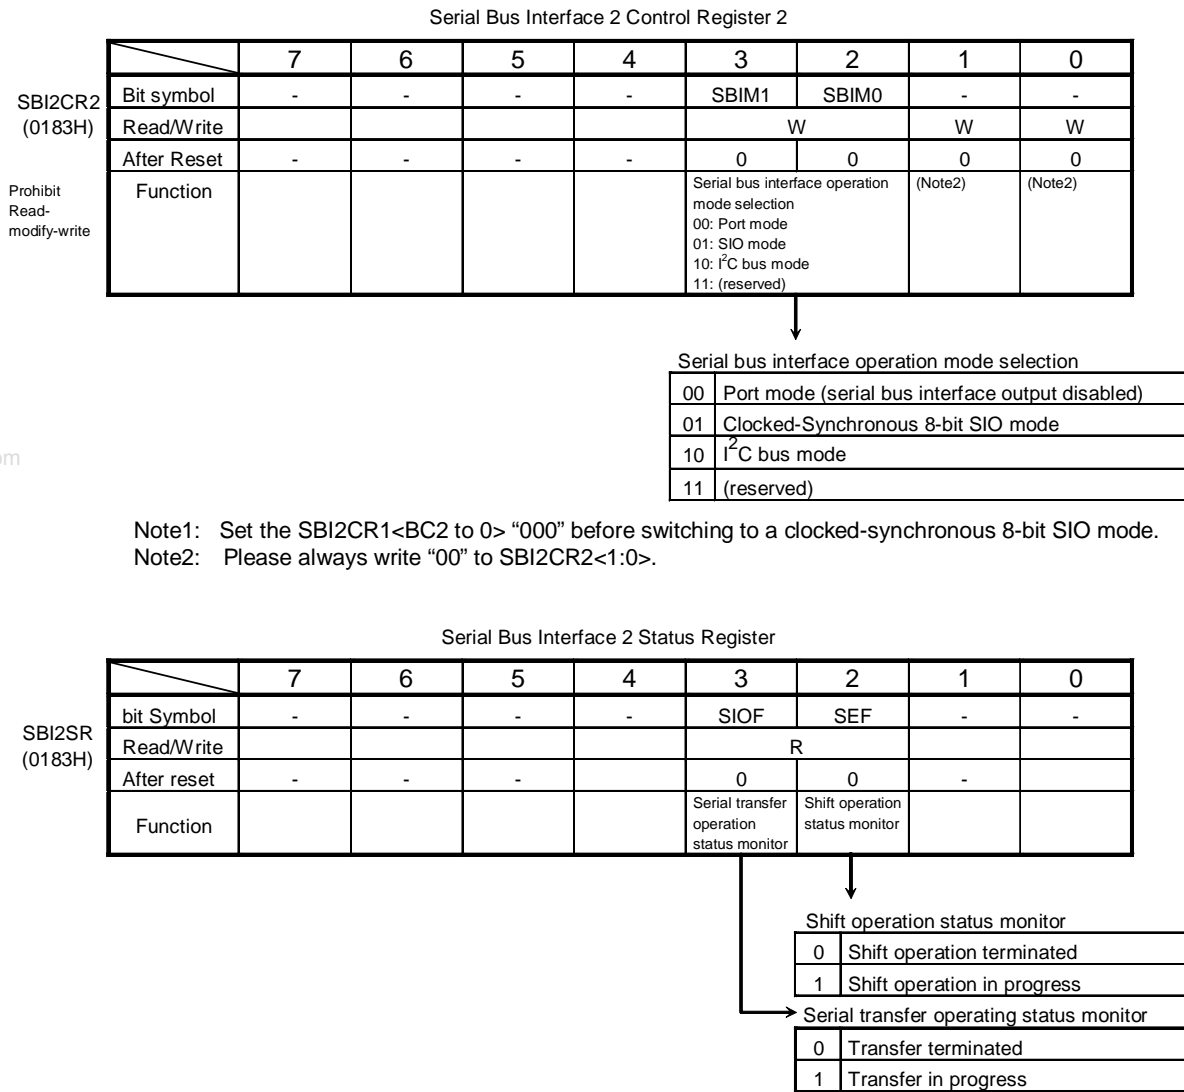 Serial Bus Interface 2 Control Register 2
7 6 5 4 3 2 1 0
SBI2CR2
(0183H)
Prohibit
Read-
modify-write
Bit symbol - - - - SBIM1 SBIM0 - -
Read/Write W W W
After Reset - - - - 0 0 0 0
Function
Serial bus interface operation
mode selection
00: Port mode
01: SIO mode
10: I2C bus mode
11: (reserved)
(Note2)
(Note2)
Serial bus interface operation mode selection
00 Port mode (serial bus interface output disabled)
01 Clocked-Synchronous 8-bit SIO mode
10 I2C bus mode
11 (reserved)
om
Note1: Set the SBI2CR1<BC2 to 0> “000” before switching to a clocked-synchronous 8-bit SIO mode.
Note2: Please always write “00” to SBI2CR2<1:0>.
Serial Bus Interface 2 Status Register
7 6 5 4 3 2 1 0
SBI2SR
(0183H)
bit Symbol - - - - SIOF SEF - -
Read/Write R
After reset - - - 0 0 -
Function
Serial transfer
operation
status monitor
Shift operation
status monitor
Shift operation status monitor
0 Shift operation terminated
1 Shift operation in progress
Serial transfer operating status monitor
0 Transfer terminated
1 Transfer in progress